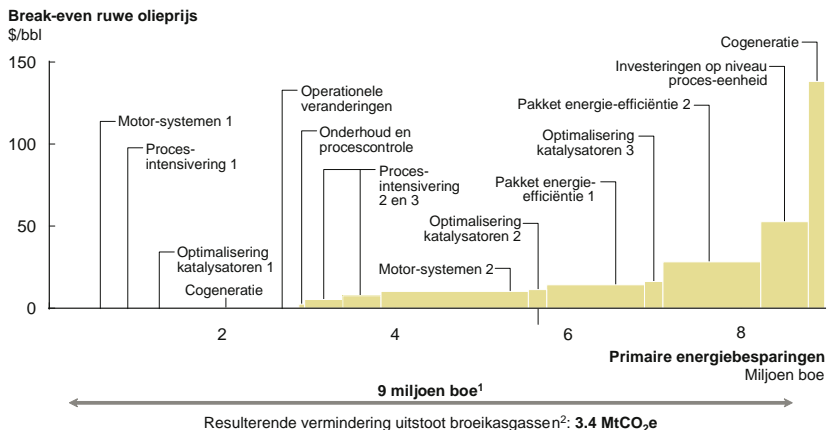 Break-even ruwe olieprijs
$/bbl
Cogeneratie
150
Investeringen op niveau
proces-eenheid
Operationele
veranderingen
Pakket energie-efficiëntie 2
Motor-systemen 1
Onderhoud en
procescontrole
Optimalisering
katalysatoren 3
100
Proces-
intensivering 1
Proces-
intensivering
2 en 3
Pakket energie-
efficiëntie 1
Optimalisering
katalysatoren 2
50
Optimalisering
katalysatoren 1
Motor-systemen 2
Cogeneratie
0
2
4
6
8
Primaire energiebesparingen
Miljoen boe
9 miljoen boe¹
Resulterende vermindering uitstoot broeikasgassen²: 3.4 MtCO₂e